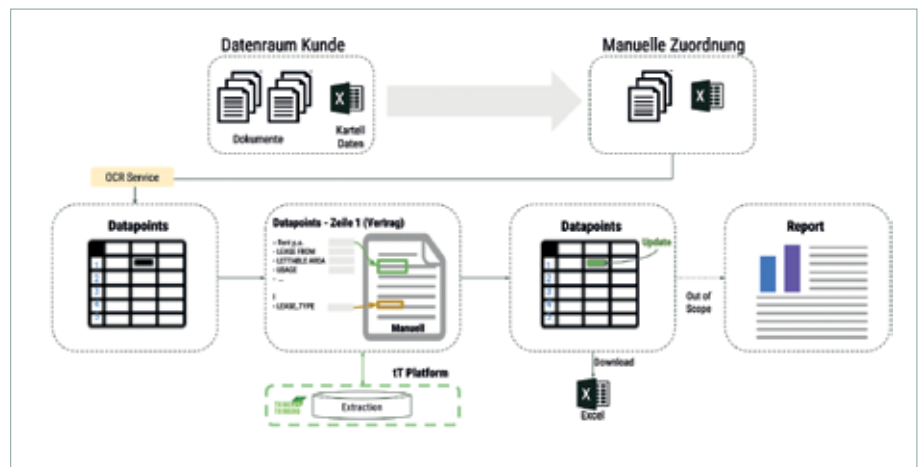 Datenraum Kunde
Manuelle Zuordnung
Dokumente
Kartell
Daten
OCR Service
Datapoints
Datapoints - Zeile 1 (Vertrag)
- Rent p.a.
- LEASE FROM
- LETTABLE AREA
- USAGE
- ...
- LEASE_TYPE
Manuell
Datapoints
Update
Report
Out of
Scope
tT Platform
Extraction
Download
Excel